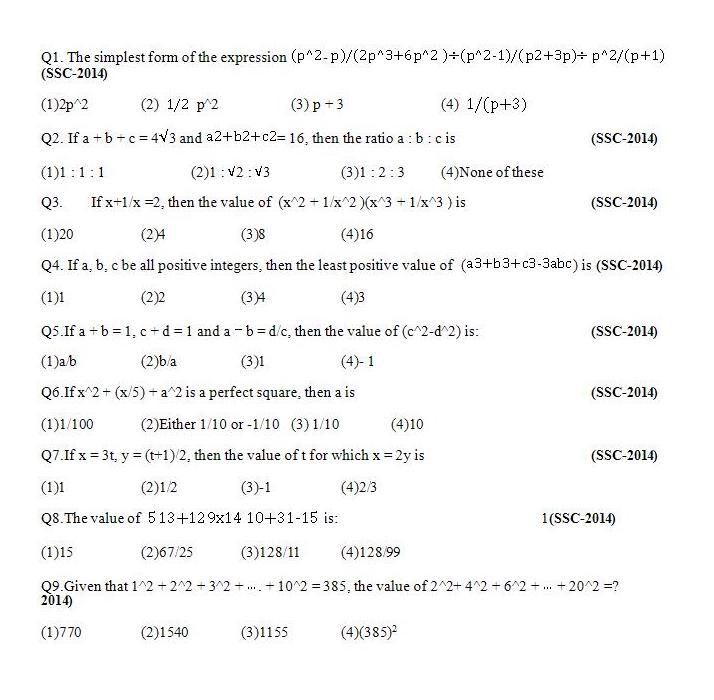 Q1. The simplest form of the expression (p^2-p)/(2p^3+6p^2 )÷(p^2-1)/(p2+3p)÷ p^2/(p+1)
(SSC-2014)
(1)2p^2 (2) 1/2 p^2 (3) p + 3 (4) 1/(p+3)
Q2. If a + b + c = 4√3 and a2+b2+c2= 16, then the ratio a : b : c is (SSC-2014)
(1)1 : 1 : 1 (2)1 : √2 : √3 (3)1 : 2 : 3 (4)None of these
Q3. If x+1/x =2, then the value of (x^2 + 1/x^2 )(x^3 + 1/x^3 ) is (SSC-2014)
(1)20 (2)4 (3)8 (4)16
Q4. If a, b, c be all positive integers, then the least positive value of (a3+b3+c3-3abc) is (SSC-2014)
(1)1 (2)2 (3)4 (4)3
Q5.If a + b = 1, c + d = 1 and a – b = d/c, then the value of (c^2-d^2) is: (SSC-2014)
(1)a/b (2)b/a (3)1 (4)- 1
Q6.If x^2 + (x/5) + a^2 is a perfect square, then a is (SSC-2014)
(1)1/100 (2)Either 1/10 or -1/10 (3) 1/10 (4)10
Q7.If x = 3t, y = (t+1)/2, then the value of t for which x = 2y is (SSC-2014)
(1)1 (2)1/2 (3)-1 (4)2/3
Q8.The value of 513+129x14 10+31-15 is: 1(SSC-2014)
(1)15 (2)67/25 (3)128/11 (4)128/99
Q9.Given that 1^2 + 2^2 + 3^2 + .... + 10^2 = 385, the value of 2^2+ 4^2 + 6^2 + ... + 20^2 =?
2014)
(1)770 (2)1540 (3)1155 (4)(385)²